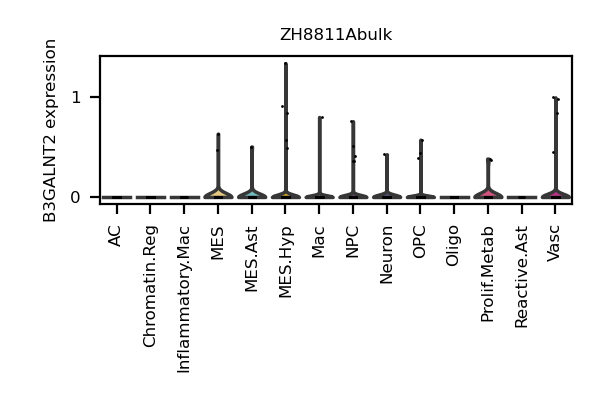 ZH8811Abulk
B3GALNT2 expression
1
0
AC
Chromatin.Reg
Inflammatory.Mac
MES
MES.Ast
MES.Hyp
Mac
NPC
Neuron
OPC
Oligo
Prolif.Metab
Reactive.Ast
Vasc